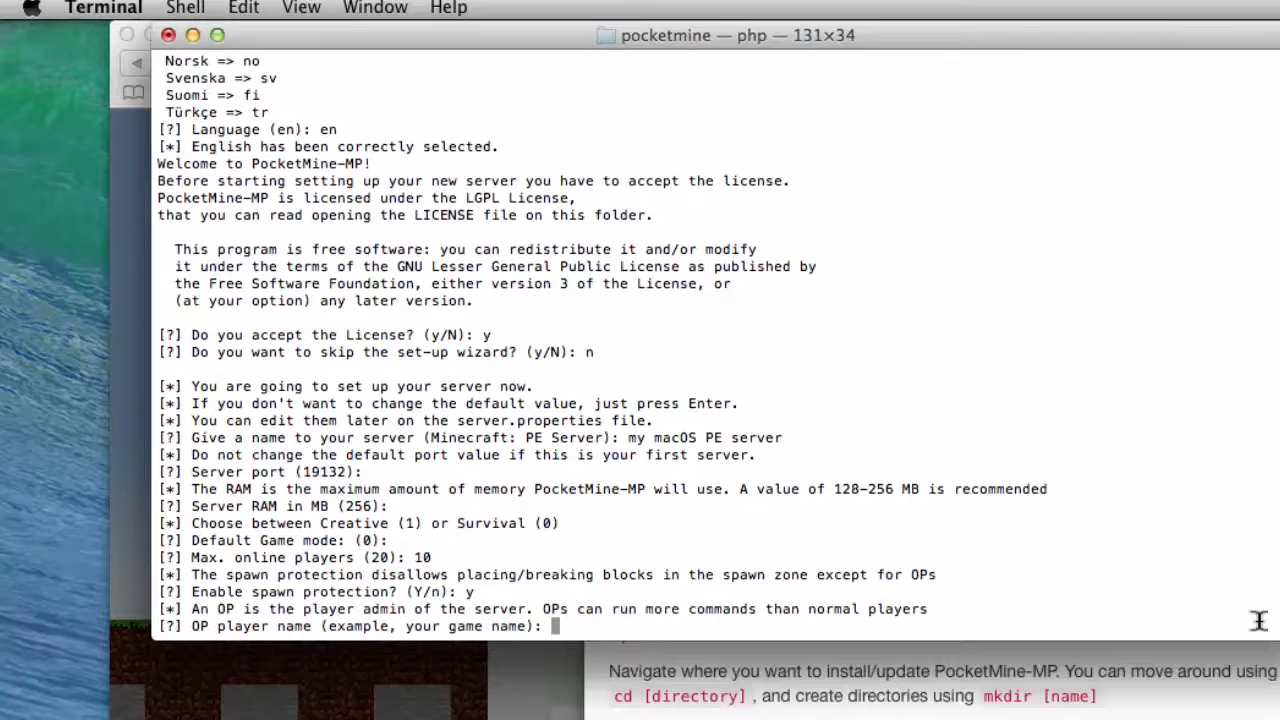 Terminal Shell Edit View Window Help
pocketmine — php — 131×34
Norsk => no
Svenska => sv
Suomi => fi
Türkçe => tr
[?] Language (en): en
[*] English has been correctly selected.
Welcome to PocketMine-MP!
Before starting setting up your new server you have to accept the license.
PocketMine-MP is licensed under the LGPL License,
that you can read opening the LICENSE file on this folder.
This program is free software: you can redistribute it and/or modify
it under the terms of the GNU Lesser General Public License as published by
the Free Software Foundation, either version 3 of the License, or
(at your option) any later version.
[?] Do you accept the License? (y/N): y
[?] Do you want to skip the set-up wizard? (y/N): n
[*] You are going to set up your server now.
[*] If you don't want to change the default value, just press Enter.
[*] You can edit them later on the server.properties file.
[?] Give a name to your server (Minecraft: PE Server): my macOS PE server
[*] Do not change the default port value if this is your first server.
[?] Server port (19132):
[*] The RAM is the maximum amount of memory PocketMine-MP will use. A value of 128-256 MB is recommended
[?] Server RAM in MB (256):
[*] Choose between Creative (1) or Survival (0)
[?] Default Game mode: (0):
[?] Max. online players (20): 10
[*] The spawn protection disallows placing/breaking blocks in the spawn zone except for OPs
[?] Enable spawn protection? (Y/n): y
[*] An OP is the player admin of the server. OPs can run more commands than normal players
[?] OP player name (example, your game name):
Navigate where you want to install/update PocketMine-MP. You can move around using
cd [directory] , and create directories using mkdir [name]